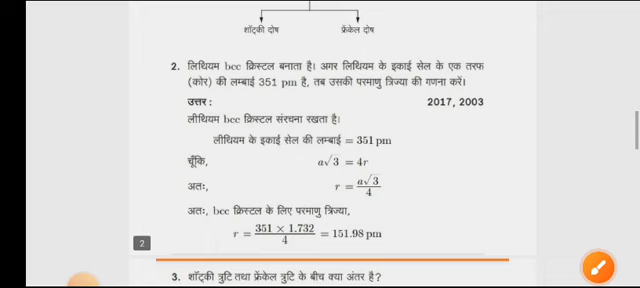 शॉट्की दोष फ्रेंकेल दोष
2. लिथियम bcc क्रिस्टल बनाता है। अगर लिथियम के इकाई सेल के एक तरफ
(कोर) की लम्बाई 351 pm है, तब उसकी परमाणु त्रिज्या की गणना करें।
उत्तर : 2017, 2003
लीथियम bcc क्रिस्टल संरचना रखता है।
लीथियम के इकाई सेल की लम्बाई = 351 pm
चूँकि, a√3 = 4r
अतः, r = a√3/4
अतः, bcc क्रिस्टल के लिए परमाणु त्रिज्या,
r = 351 × 1.732/4 = 151.98 pm
2
3. शॉट्की त्रुटि तथा फ्रेंकेल त्रुटि के बीच क्या अंतर है?